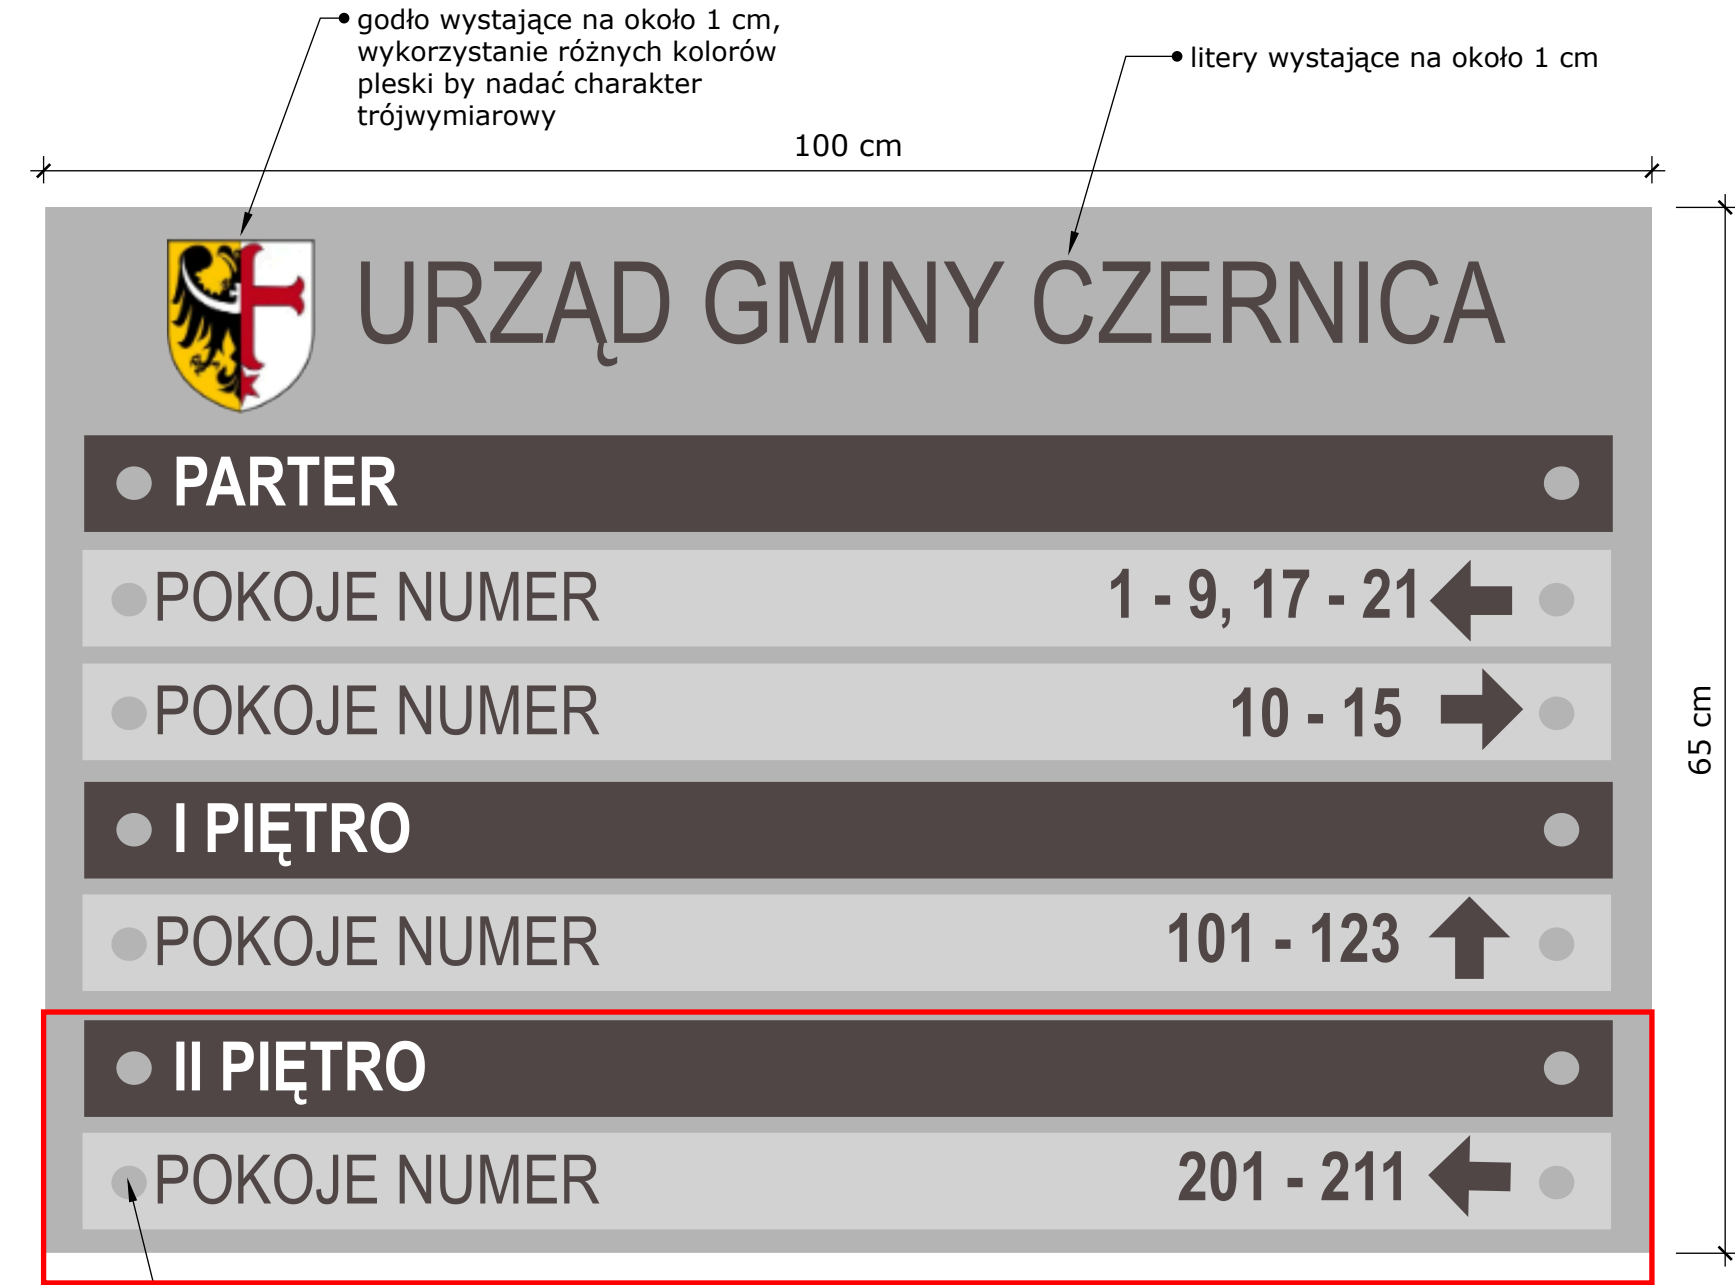 godło wystające na około 1 cm,
wykorzystanie różnych kolorów
pleski by nadać charakter
trójwymiarowy
litery wystające na około 1 cm
100 cm
URZĄD GMINY CZERNICA
PARTER
POKOJE NUMER 1 - 9, 17 - 21
POKOJE NUMER 10 - 15
I PIĘTRO
POKOJE NUMER 101 - 123
II PIĘTRO
POKOJE NUMER 201 - 211
65 cm